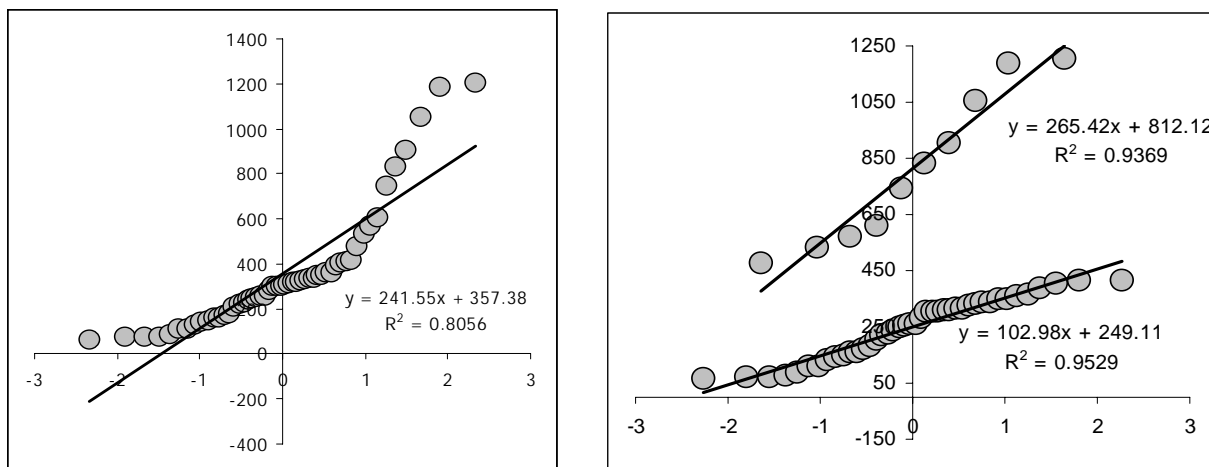 1400
1200
1000
800
600
400
y = 241.55x + 357.38
R² = 0.8056
200
0
-3 -2 -1 0 1 2 3
-200
-400
1250
1050
y = 265.42x + 812.12
850
R² = 0.9369
650
450
y = 102.98x + 249.11
R² = 0.9529
50
-3 -2 -1 0 1 2 3
-150